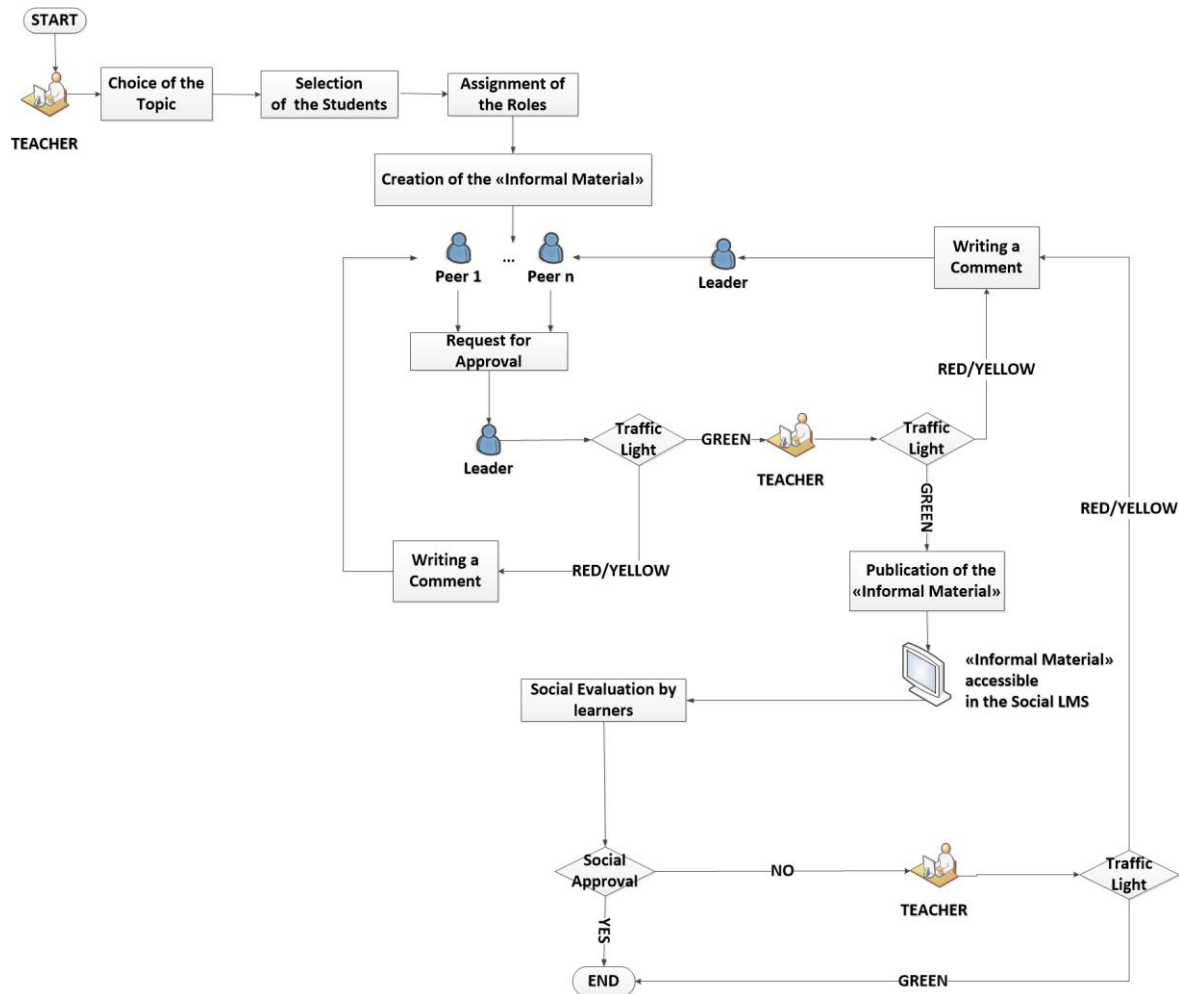 START
TEACHER
Choice of the
Topic
Selection
of the Students
Assignment of
the Roles
Creation of the «Informal Material»
Peer 1
...
Peer n
Leader
Writing a
Comment
Request for
Approval
RED/YELLOW
Leader
Traffic
Light
GREEN
TEACHER
Traffic
Light
GREEN
RED/YELLOW
Writing a
Comment
RED/YELLOW
Publication of the
«Informal Material»
«Informal Material»
accessible
in the Social LMS
Social Evaluation by
learners
Social
Approval
NO
TEACHER
Traffic
Light
YES
END
GREEN